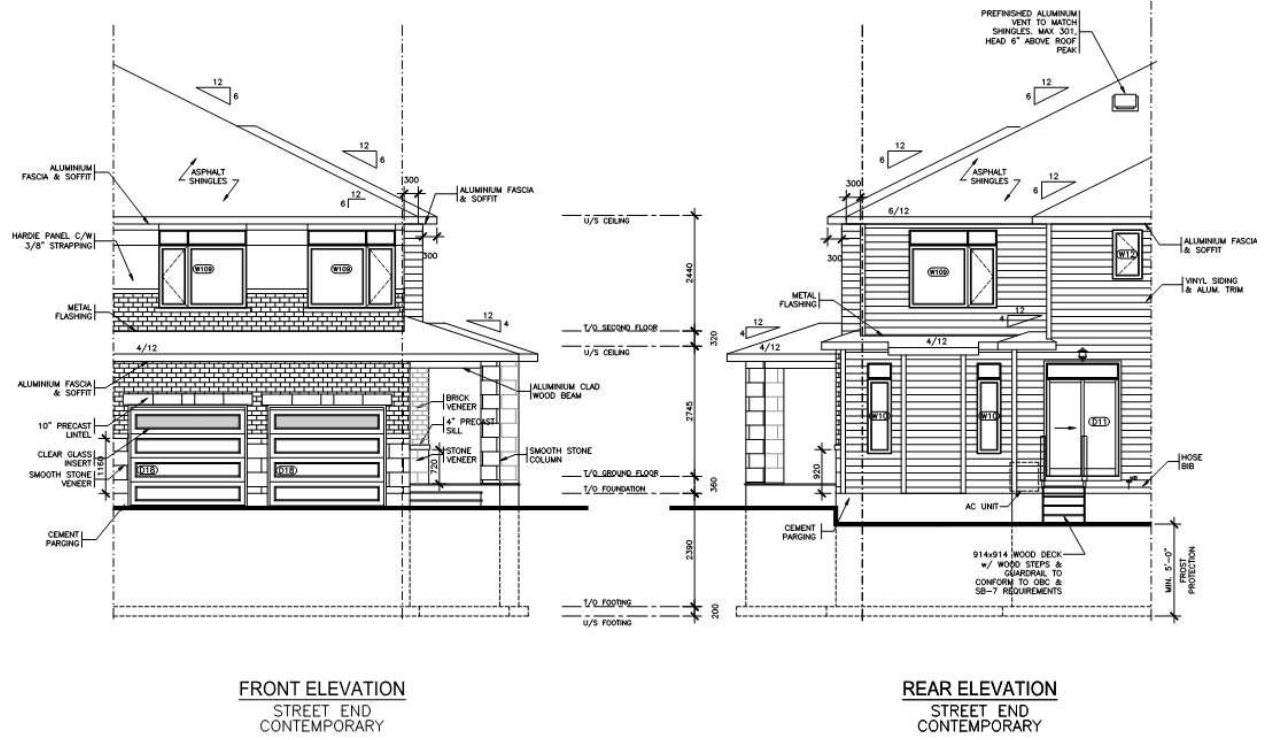 PREFINISHED ALUMINUM
VENT TO MATCH
SHINGLES. MAX 301,
HEAD 6" ABOVE ROOF
PEAK
12
6
12
6
12
6
12
6
12
6
12
6
ASPHALT
SHINGLES
ASPHALT
SHINGLES
ALUMINIUM
FASCIA & SOFFIT
300
300
ALUMINIUM FASCIA
& SOFFIT
6/12
U/S CEILING
HARDIE PANEL C/W
3/8" STRAPPING
300
300
ALUMINIUM FASCIA
& SOFFIT
W109
W109
W109
W12
2440
VINYL SIDING
& ALUM. TRIM
METAL
FLASHING
METAL
FLASHING
12
4
12
4
12
4
T/O SECOND FLOOR
320
U/S CEILING
4/12
4/12
4/12
ALUMINIUM FASCIA
& SOFFIT
ALUMINIUM CLAD
WOOD BEAM
BRICK
VENEER
10" PRECAST
LINTEL
4" PRECAST
SILL
2745
W10
W10
D11
CLEAR GLASS
INSERT
1160
SMOOTH STONE
VENEER
D18
D18
STONE
VENEER
720
SMOOTH STONE
COLUMN
920
HOSE
BIB
T/O GROUND FLOOR
360
T/O FOUNDATION
AC UNIT
CEMENT
PARGING
CEMENT
PARGING
2390
914x914 WOOD DECK
w/ WOOD STEPS &
GUARDRAIL TO
CONFORM TO OBC &
SB-7 REQUIREMENTS
MIN. 5'-0"
FROST
PROTECTION
T/O FOOTING
200
U/S FOOTING
FRONT ELEVATION
STREET END
CONTEMPORARY
REAR ELEVATION
STREET END
CONTEMPORARY